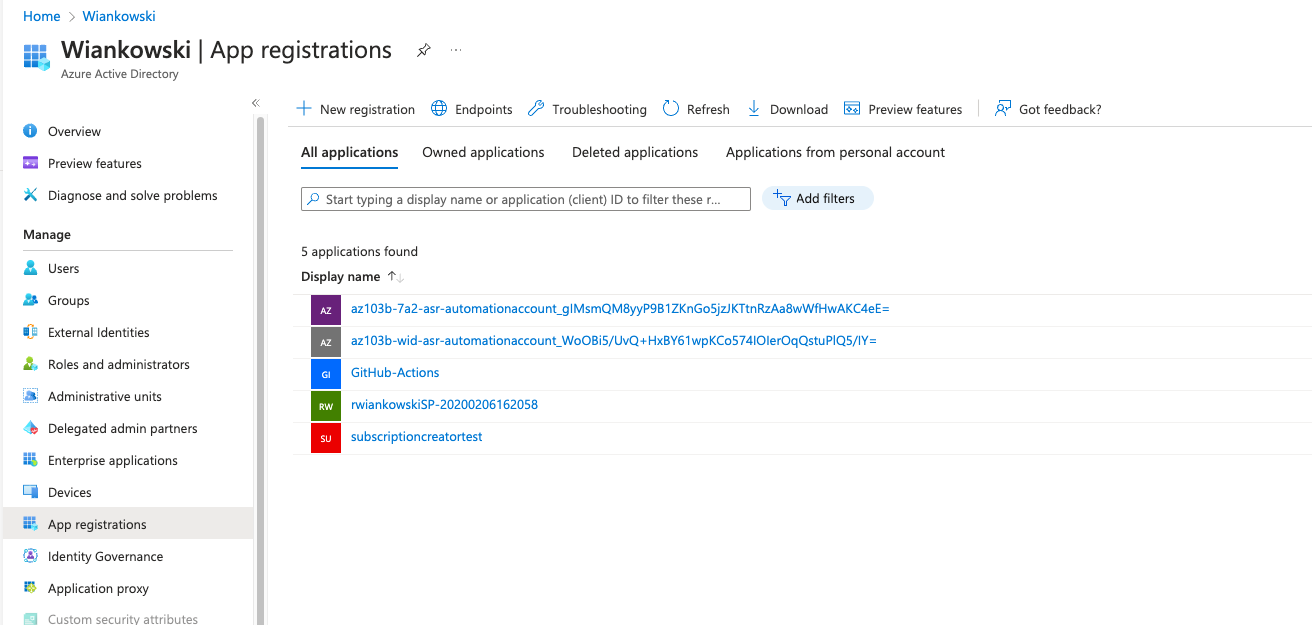 Home > Wiankowski
Wiankowski | App registrations ...
Azure Active Directory
«
Overview
Preview features
Diagnose and solve problems
Manage
Users
Groups
External Identities
Roles and administrators
Administrative units
Delegated admin partners
Enterprise applications
Devices
App registrations
Identity Governance
Application proxy
Custom security attributes
New registration Endpoints Troubleshooting Refresh Download Preview features Got feedback?
All applications Owned applications Deleted applications Applications from personal account
Start typing a display name or application (client) ID to filter these r... Add filters
5 applications found
Display name ↑↓
AZ az103b-7a2-asr-automationaccount_gIMsmQM8yyP9B1ZKnGo5jzJKTtnRzAa8wWfHwAKC4eE=
AZ az103b-wid-asr-automationaccount_WoOBi5/UvQ+HxBY61wpKCo574IOIerOqQstuPlQ5/IY=
GI GitHub-Actions
RW rwiankowskiSP-20200206162058
SU subscriptioncreatortest